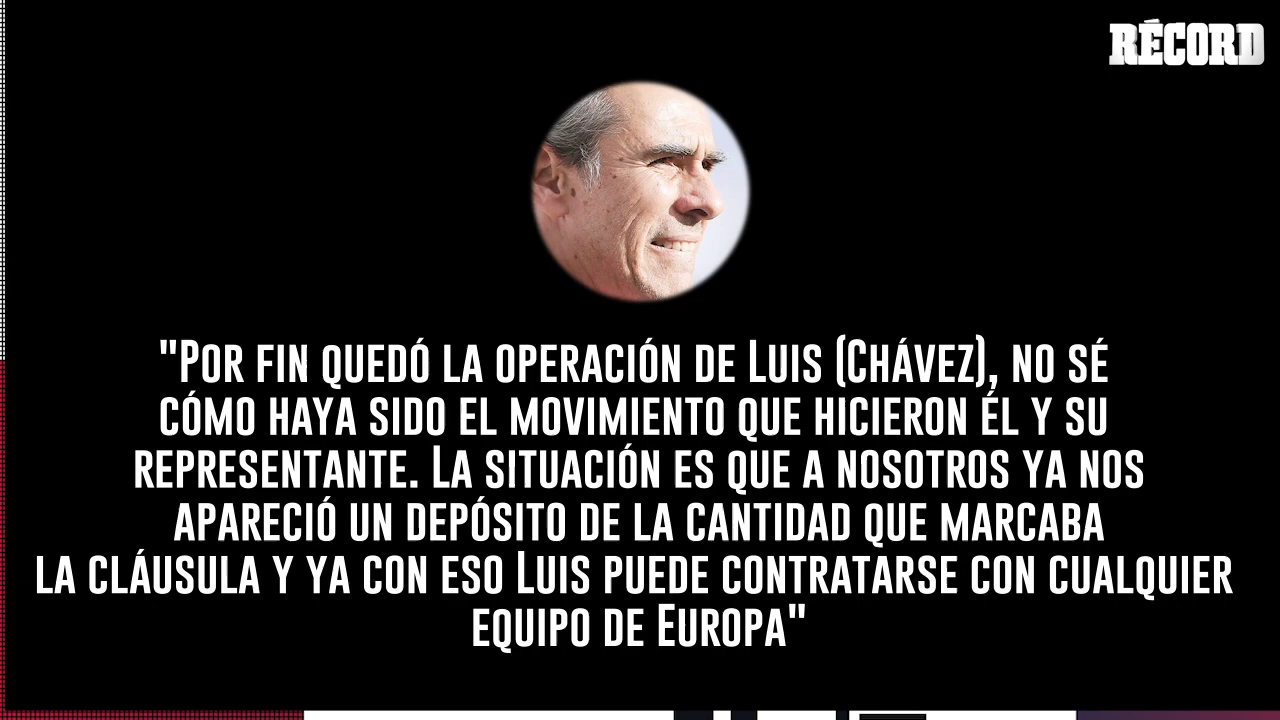 RÉCORD
"Por fin quedó la operación de Luis (Chávez), no sé
cómo haya sido el movimiento que hicieron él y su
representante. La situación es que a nosotros ya nos
apareció un depósito de la cantidad que marcaba
la cláusula y ya con eso Luis puede contratarse con cualquier
equipo de Europa"